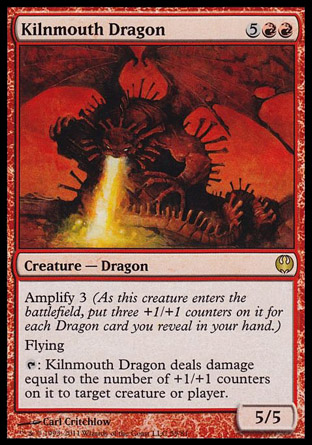 Kilnmouth Dragon 5
Creature — Dragon
Amplify 3 (As this creature enters the
battlefield, put three +1/+1 counters on it for
each Dragon card you reveal in your hand.)
Flying
: Kilnmouth Dragon deals damage
equal to the number of +1/+1 counters
on it to target creature or player.
Carl Critchlow
5/5